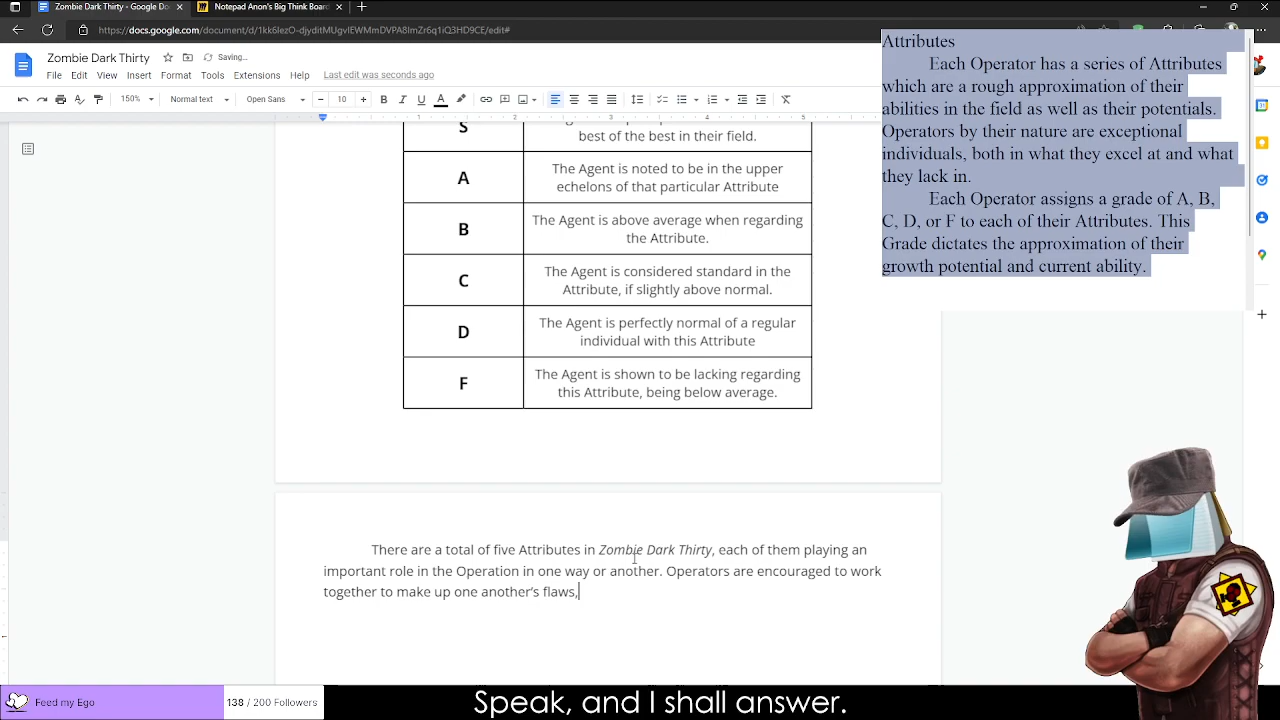 Zombie Dark Thirty - Google Doc
Notepad Anon's Big Think Board
https://docs.google.com/document/d/1kk6lezO-djyditMUgvlEWMmDVPA8ImZr6q1iQ3HD9CE/edit#
Zombie Dark Thirty
Saving...
File Edit View Insert Format Tools Extensions Help Last edit was seconds ago
150% Normal text Open Sans 10 B I U A
1 2 3 4 5
S
best of the best in their field.
A
The Agent is noted to be in the upper
echelons of that particular Attribute
B
The Agent is above average when regarding
the Attribute.
C
The Agent is considered standard in the
Attribute, if slightly above normal.
D
The Agent is perfectly normal of a regular
individual with this Attribute
F
The Agent is shown to be lacking regarding
this Attribute, being below average.
There are a total of five Attributes in Zombie Dark Thirty, each of them playing an
important role in the Operation in one way or another. Operators are encouraged to work
together to make up one another's flaws,
Attributes
Each Operator has a series of Attributes
which are a rough approximation of their
abilities in the field as well as their potentials.
Operators by their nature are exceptional
individuals, both in what they excel at and what
they lack in.
Each Operator assigns a grade of A, B,
C, D, or F to each of their Attributes. This
Grade dictates the approximation of their
growth potential and current ability.
Feed my Ego
138 / 200 Followers
Speak, and I shall answer.